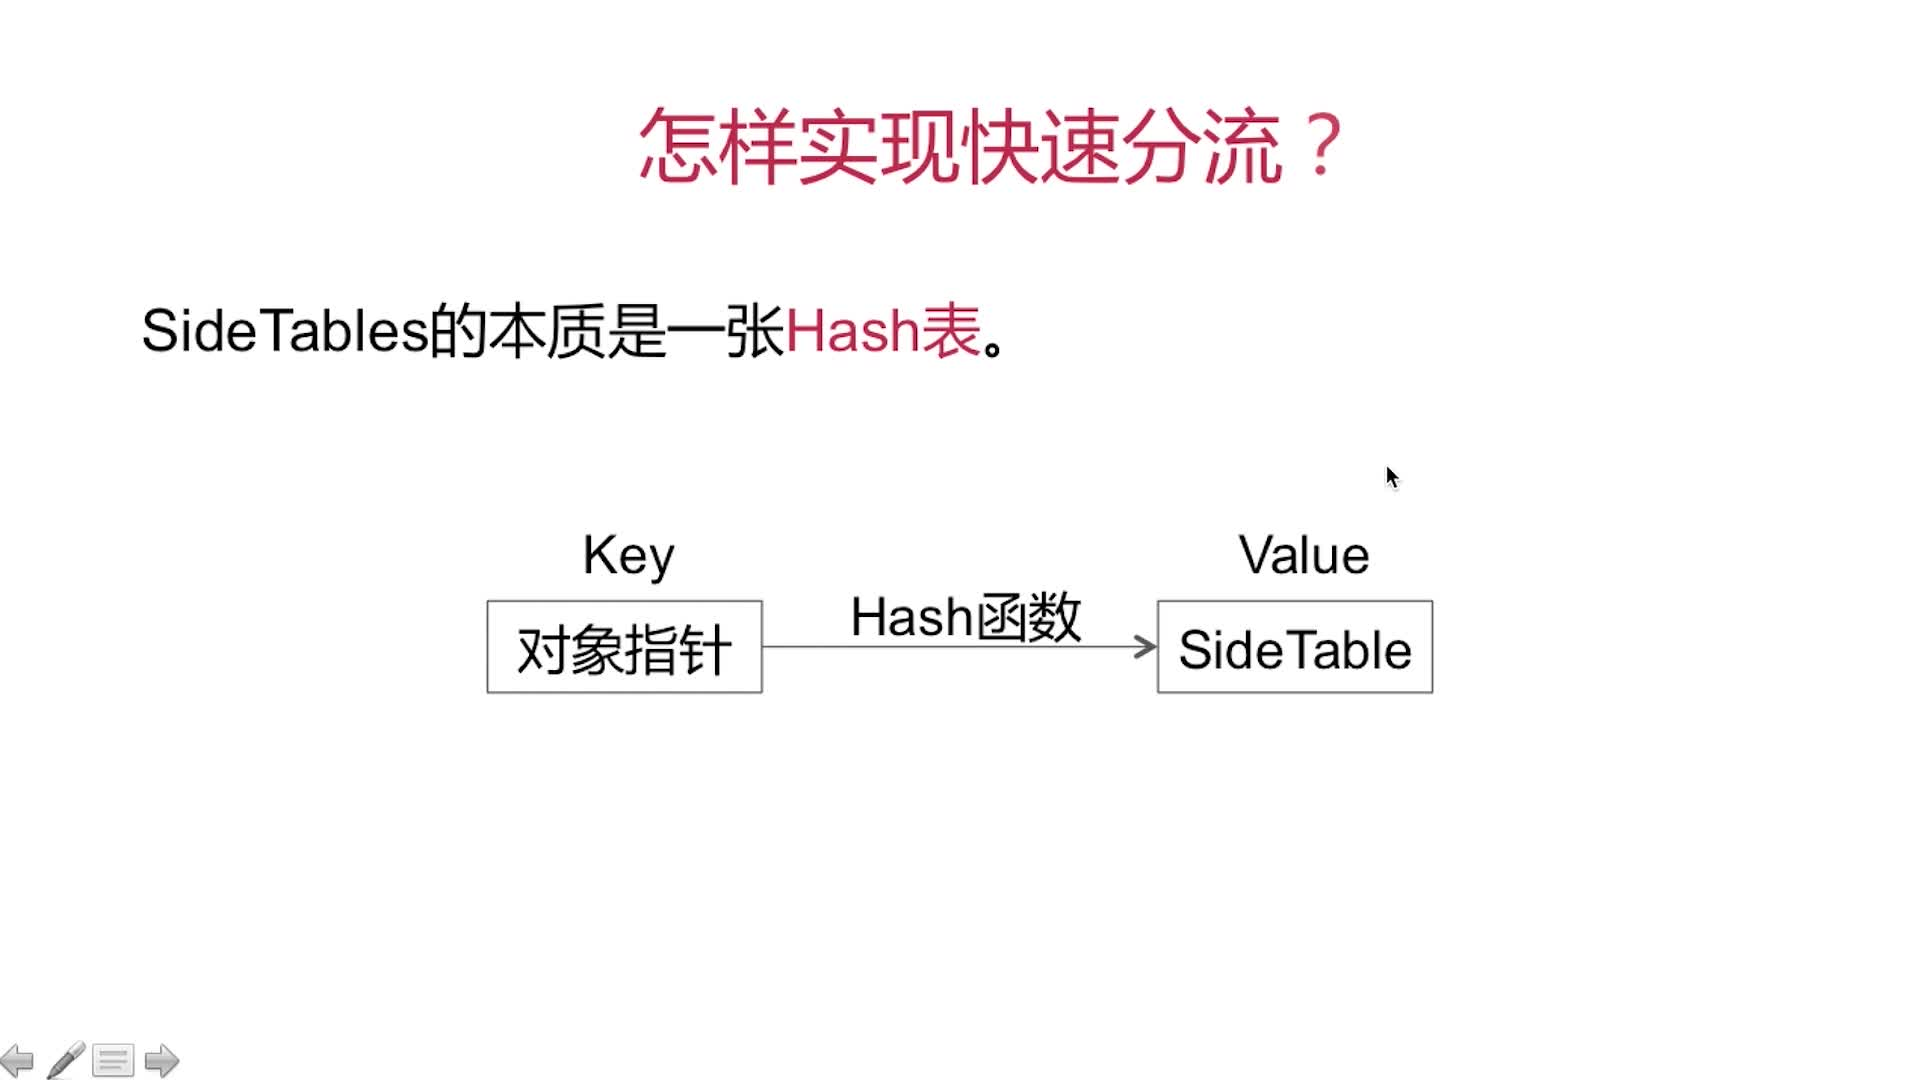 怎样实现快速分流？
SideTables的本质是一张Hash表。
Key
Value
Hash函数
对象指针
SideTable